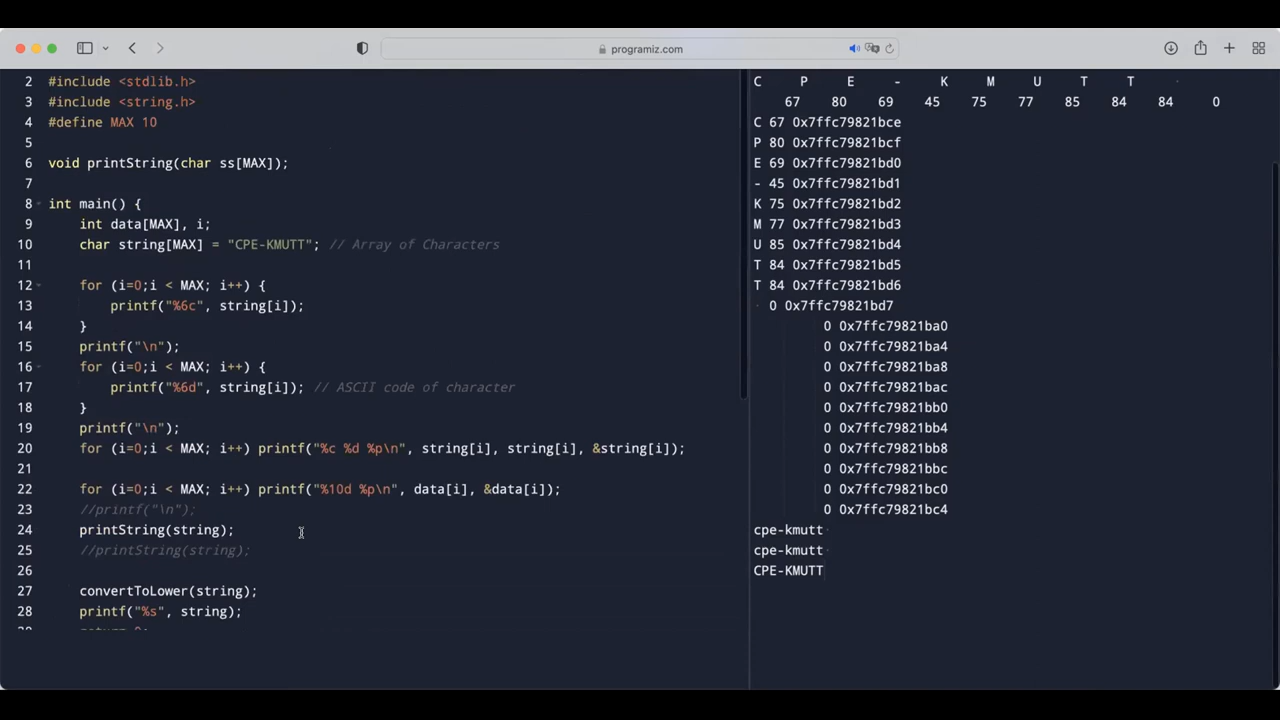 programiz.com
2 #include <stdlib.h>
3 #include <string.h>
4 #define MAX 10
5
6 void printString(char ss[MAX]);
7
8 int main() {
9 int data[MAX], i;
10 char string[MAX] = "CPE-KMUTT"; // Array of Characters
11
12 for (i=0;i < MAX; i++) {
13 printf("%6c", string[i]);
14 }
15 printf("\n");
16 for (i=0;i < MAX; i++) {
17 printf("%6d", string[i]); // ASCII code of character
18 }
19 printf("\n");
20 for (i=0;i < MAX; i++) printf("%c %d %p\n", string[i], string[i], &string[i]);
21
22 for (i=0;i < MAX; i++) printf("%10d %p\n", data[i], &data[i]);
23 //printf("\n");
24 printString(string);
25 //printString(string);
26
27 convertToLower(string);
28 printf("%s", string);
C P E - K M U T T
67 80 69 45 75 77 85 84 84 0
C 67 0x7ffc79821bce
P 80 0x7ffc79821bcf
E 69 0x7ffc79821bd0
- 45 0x7ffc79821bd1
K 75 0x7ffc79821bd2
M 77 0x7ffc79821bd3
U 85 0x7ffc79821bd4
T 84 0x7ffc79821bd5
T 84 0x7ffc79821bd6
0 0x7ffc79821bd7
0 0x7ffc79821ba0
0 0x7ffc79821ba4
0 0x7ffc79821ba8
0 0x7ffc79821bac
0 0x7ffc79821bb0
0 0x7ffc79821bb4
0 0x7ffc79821bb8
0 0x7ffc79821bbc
0 0x7ffc79821bc0
0 0x7ffc79821bc4
cpe-kmutt
cpe-kmutt
CPE-KMUTT